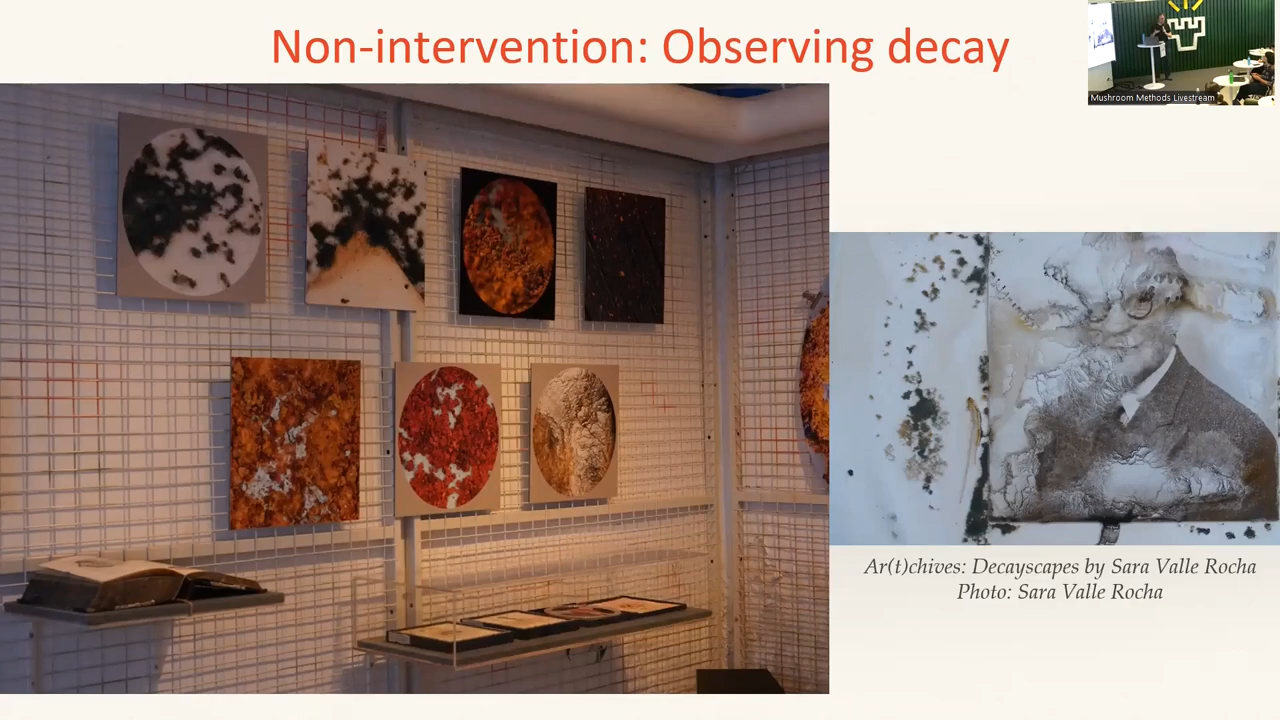 Non-intervention: Observing decay
Mushroom Methods Livestream
Ar(t)chives: Decayscapes by Sara Valle Rocha
Photo: Sara Valle Rocha